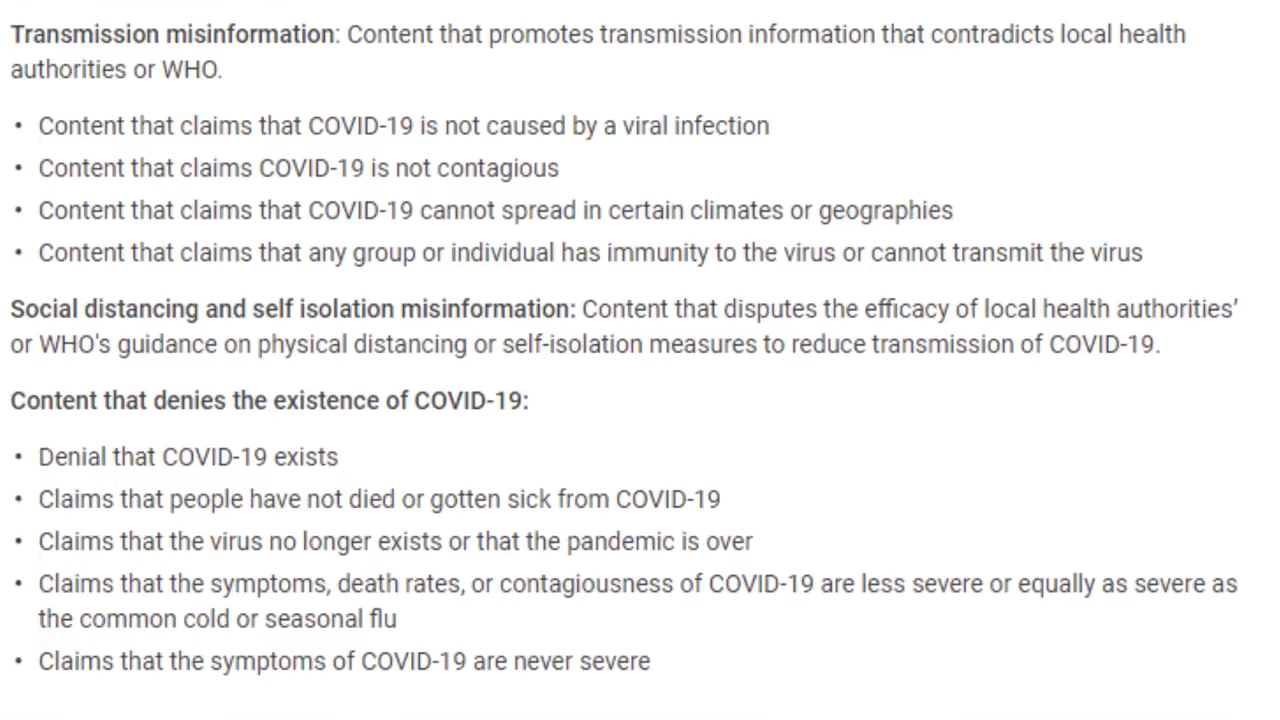 Transmission misinformation: Content that promotes transmission information that contradicts local health
authorities or WHO.
• Content that claims that COVID-19 is not caused by a viral infection
• Content that claims COVID-19 is not contagious
• Content that claims that COVID-19 cannot spread in certain climates or geographies
• Content that claims that any group or individual has immunity to the virus or cannot transmit the virus
Social distancing and self isolation misinformation: Content that disputes the efficacy of local health authorities’
or WHO's guidance on physical distancing or self-isolation measures to reduce transmission of COVID-19.
Content that denies the existence of COVID-19:
• Denial that COVID-19 exists
• Claims that people have not died or gotten sick from COVID-19
• Claims that the virus no longer exists or that the pandemic is over
• Claims that the symptoms, death rates, or contagiousness of COVID-19 are less severe or equally as severe as
the common cold or seasonal flu
• Claims that the symptoms of COVID-19 are never severe